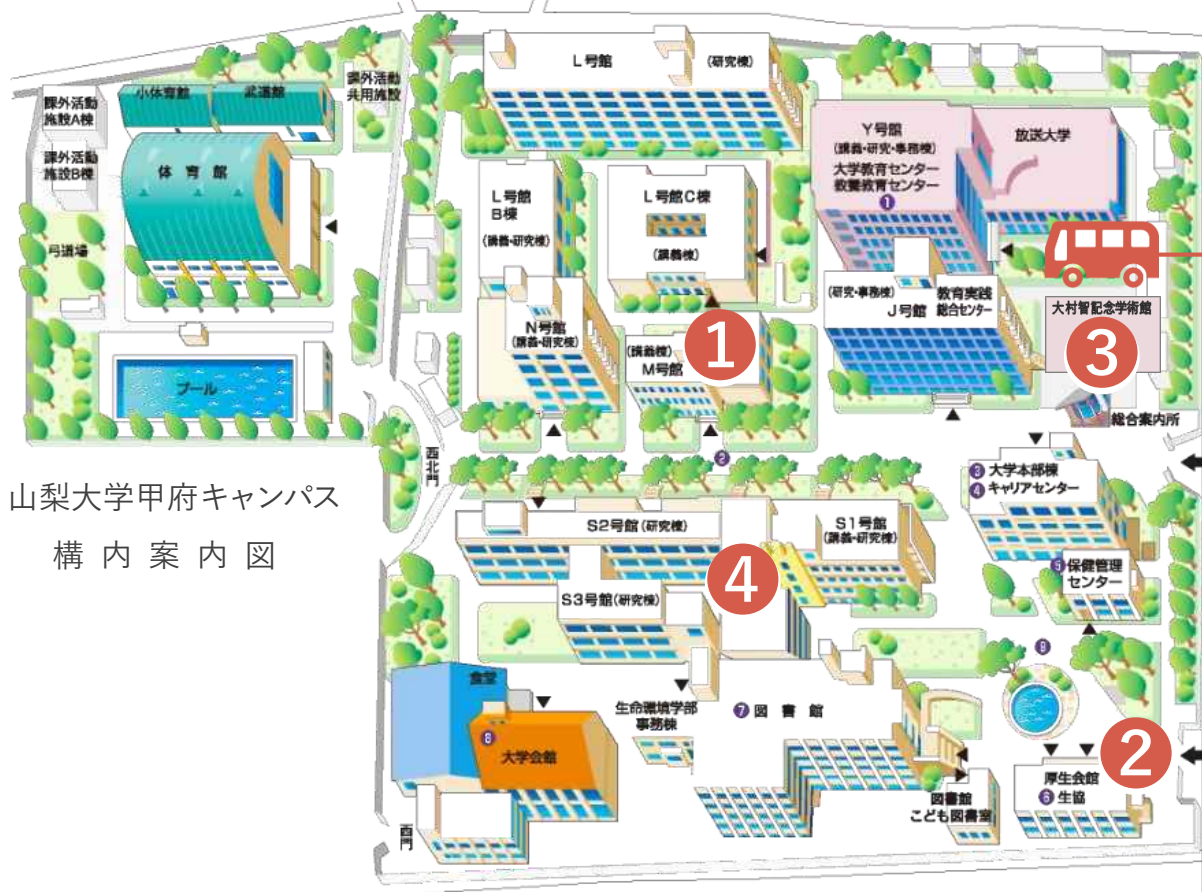 L号館
(研究棟)
課外活動
共用施設
小体育館
武道館
課外活動
施設A棟
課外活動
施設B棟
体育館
弓道場
プール
Y号館
(講義・研究・事務棟)
大学教育センター
教養教育センター
1
放送大学
L号館
B棟
(講義・研究棟)
L号館C棟
(講義棟)
N号館
(講義・研究棟)
(講義棟)
M号館
1
(研究・事務棟)
J号館
教育実践
総合センター
大村智記念学術館
3
総合案内所
西北門
2
山梨大学甲府キャンパス
構内案内図
3 大学本部棟
4 キャリアセンター
S2号館(研究棟)
S1号館
(講義・研究棟)
4
5 保健管理
センター
S3号館(研究棟)
9
食堂
8
大学会館
生命環境学部
事務棟
7 図書館
2
厚生会館
6 生協
図書館
こども図書室
西門